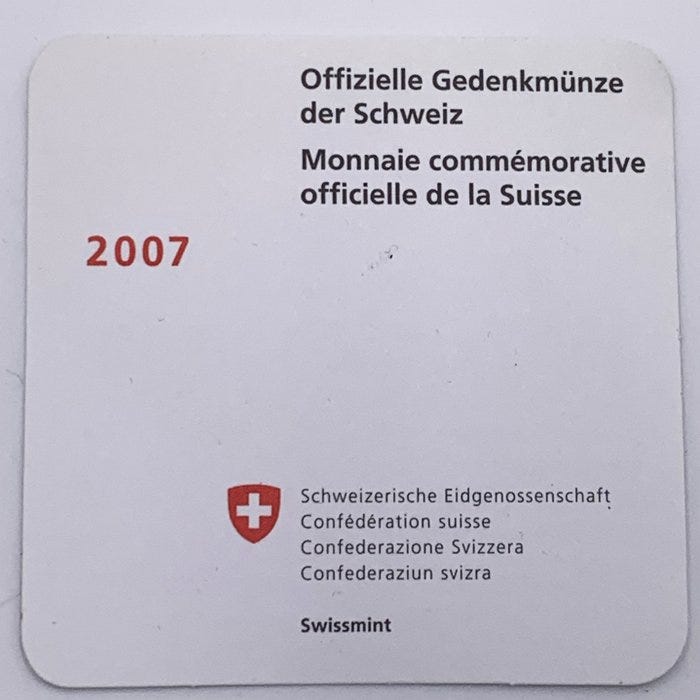 Offizielle Gedenkmünze
der Schweiz
Monnaie commémorative
officielle de la Suisse
2007
Schweizerische Eidgenossenschaft
Confédération suisse
Confederazione Svizzera
Confederaziun svizra
Swissmint